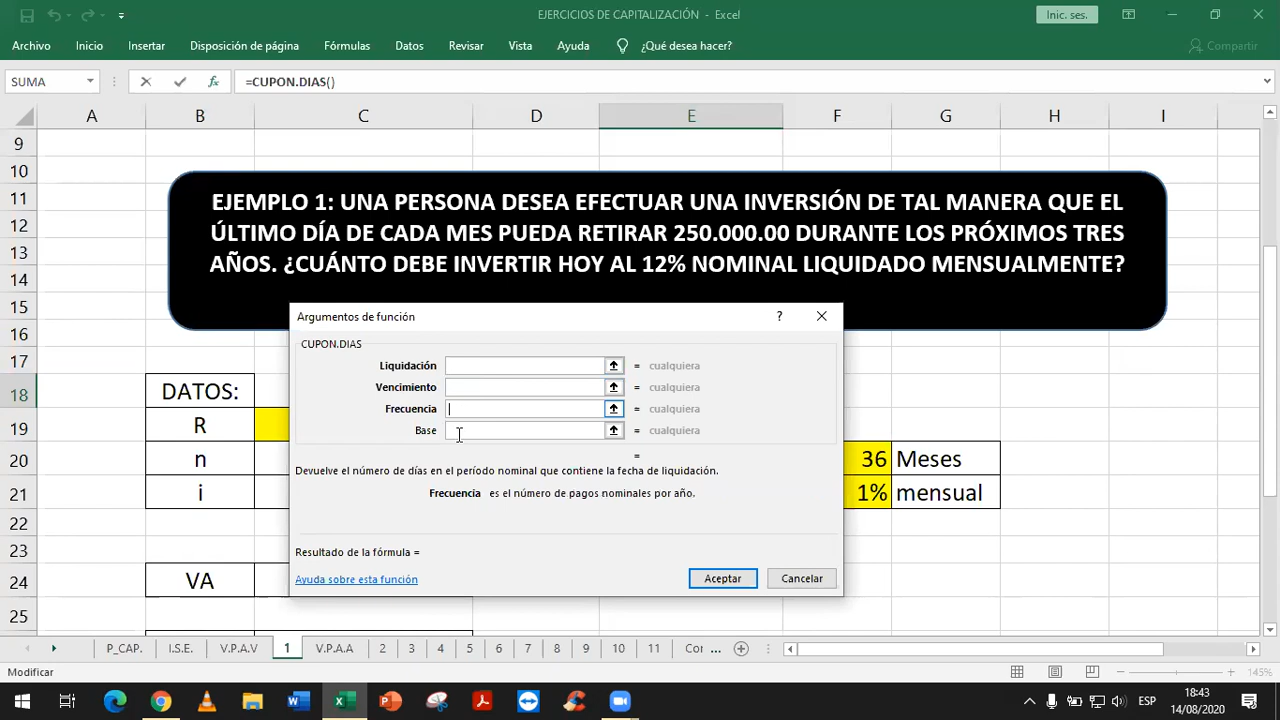 EJERCICIOS DE CAPITALIZACIÓN - Excel
Inic. ses.
Archivo Inicio Insertar Disposición de página Fórmulas Datos Revisar Vista Ayuda ¿Qué desea hacer? Compartir
SUMA fx =CUPON.DIAS()
A B C D E F G H I
9
10
11
12
13
14
15
16
17
18
19
20
21
22
23
24
25
EJEMPLO 1: UNA PERSONA DESEA EFECTUAR UNA INVERSIÓN DE TAL MANERA QUE EL
ÚLTIMO DÍA DE CADA MES PUEDA RETIRAR 250.000.00 DURANTE LOS PRÓXIMOS TRES
AÑOS. ¿CUÁNTO DEBE INVERTIR HOY AL 12% NOMINAL LIQUIDADO MENSUALMENTE?
DATOS:
R
n
i
VA
36 Meses
1% mensual
Argumentos de función ?
CUPON.DIAS
Liquidación = cualquiera
Vencimiento = cualquiera
Frecuencia = cualquiera
Base = cualquiera
=
Devuelve el número de días en el período nominal que contiene la fecha de liquidación.
Frecuencia es el número de pagos nominales por año.
Resultado de la fórmula =
Ayuda sobre esta función
Aceptar Cancelar
P_CAP. I.S.E. V.P.A.V 1 V.P.A.A 2 3 4 5 6 7 8 9 10 11 Cor ...
Modificar 145%
ESP
18:43
14/08/2020